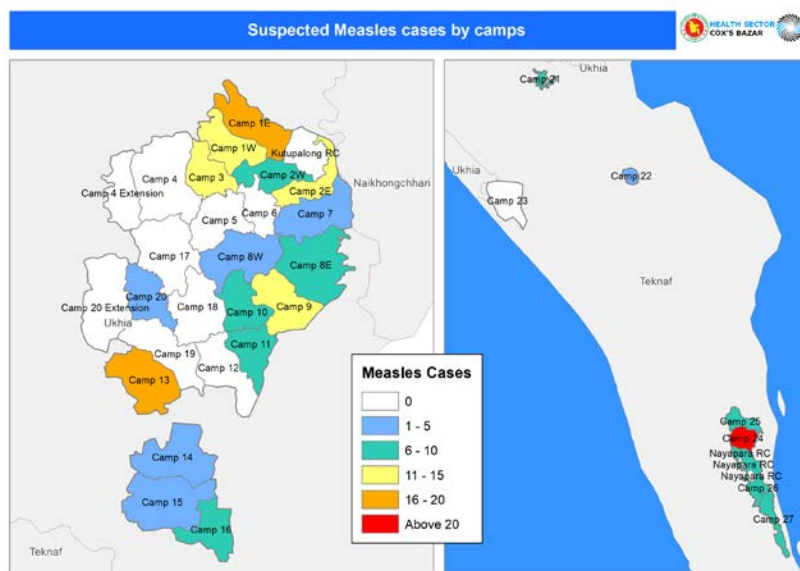 Suspected Measles cases by camps
HEALTH SECTOR
COX'S BAZAR
Camp 1E
Camp 1W
Kutupalong RC
Camp 3
Camp 2W
Camp 4
Camp 4 Extension
Camp 2E
Naikhongchhari
Camp 5
Camp 6
Camp 7
Camp 17
Camp 8W
Camp 8E
Camp 20 Extension
Camp 20
Camp 18
Camp 10
Camp 9
Ukhia
Camp 11
Camp 19
Camp 12
Camp 13
Camp 14
Camp 15
Camp 16
Teknaf
Measles Cases
0
1 - 5
6 - 10
11 - 15
16 - 20
Above 20
Ukhia
Camp 21
Ukhia
Camp 22
Camp 23
Teknaf
Camp 25
Camp 24
Nayapara RC
Nayapara RC
Nayapara RC
Camp 26
Camp 27